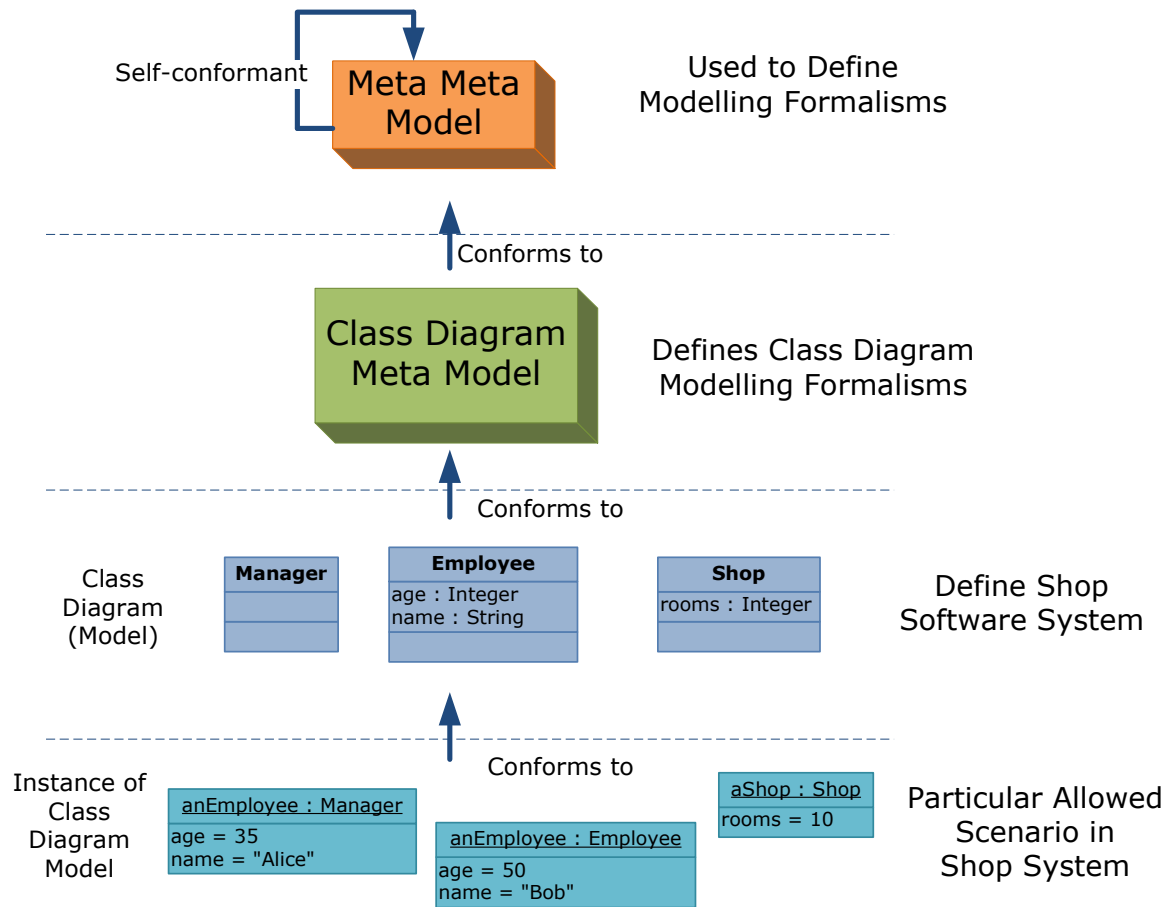 Self-conformant
Meta Meta
Model
Used to Define
Modelling Formalisms
Conforms to
Class Diagram
Meta Model
Defines Class Diagram
Modelling Formalisms
Conforms to
Class
Diagram
(Model)
Manager
Employee
age : Integer
name : String
Shop
rooms : Integer
Define Shop
Software System
Conforms to
Instance of
Class
Diagram
Model
anEmployee : Manager
age = 35
name = "Alice"
anEmployee : Employee
age = 50
name = "Bob"
aShop : Shop
rooms = 10
Particular Allowed
Scenario in
Shop System